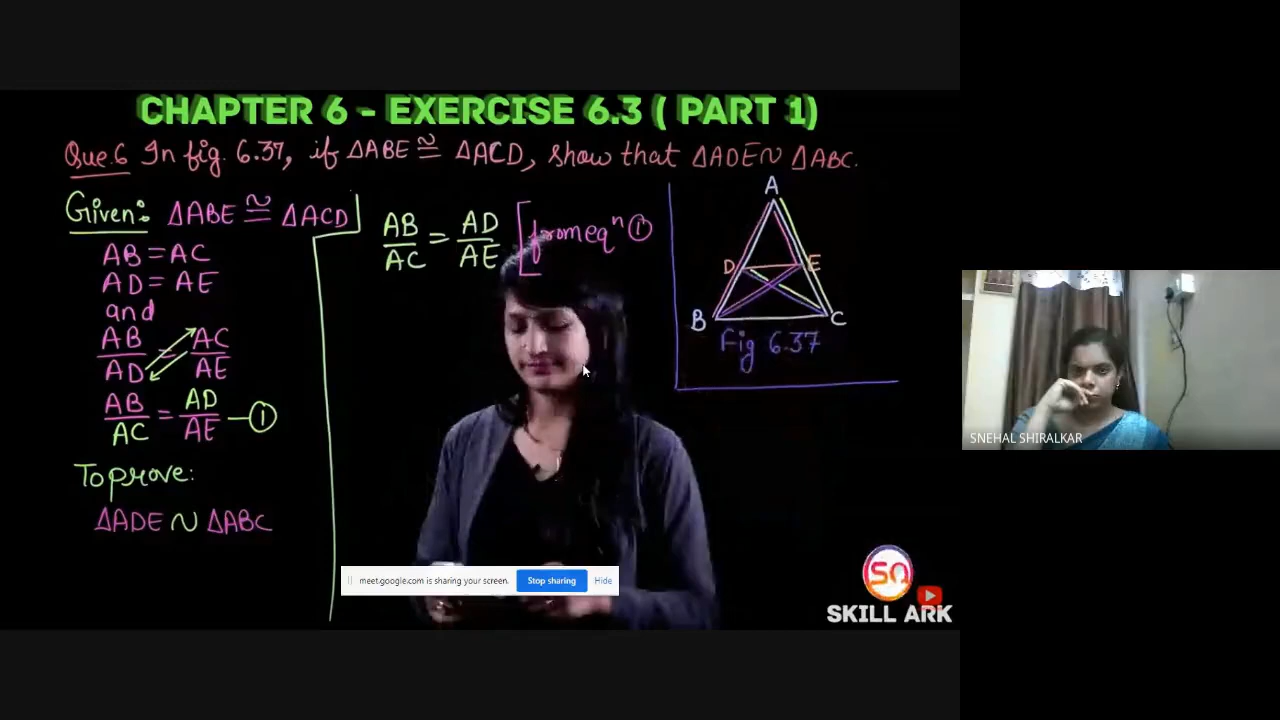 CHAPTER 6 - EXERCISE 6.3 ( PART 1)
Que.6 In fig. 6.37, if ΔABE ≅ ΔACD, show that ΔADE ~ ΔABC.
Given: ΔABE ≅ ΔACD
AB = AC
AD = AE
and
AB/AD = AC/AE
AB/AC = AD/AE —①
To prove:
ΔADE ~ ΔABC
AB/AC = AD/AE [from eqⁿ ①
A
D E
B C
Fig 6.37
meet.google.com is sharing your screen. Stop sharing Hide
SKILL ARK
SNEHAL SHIRALKAR